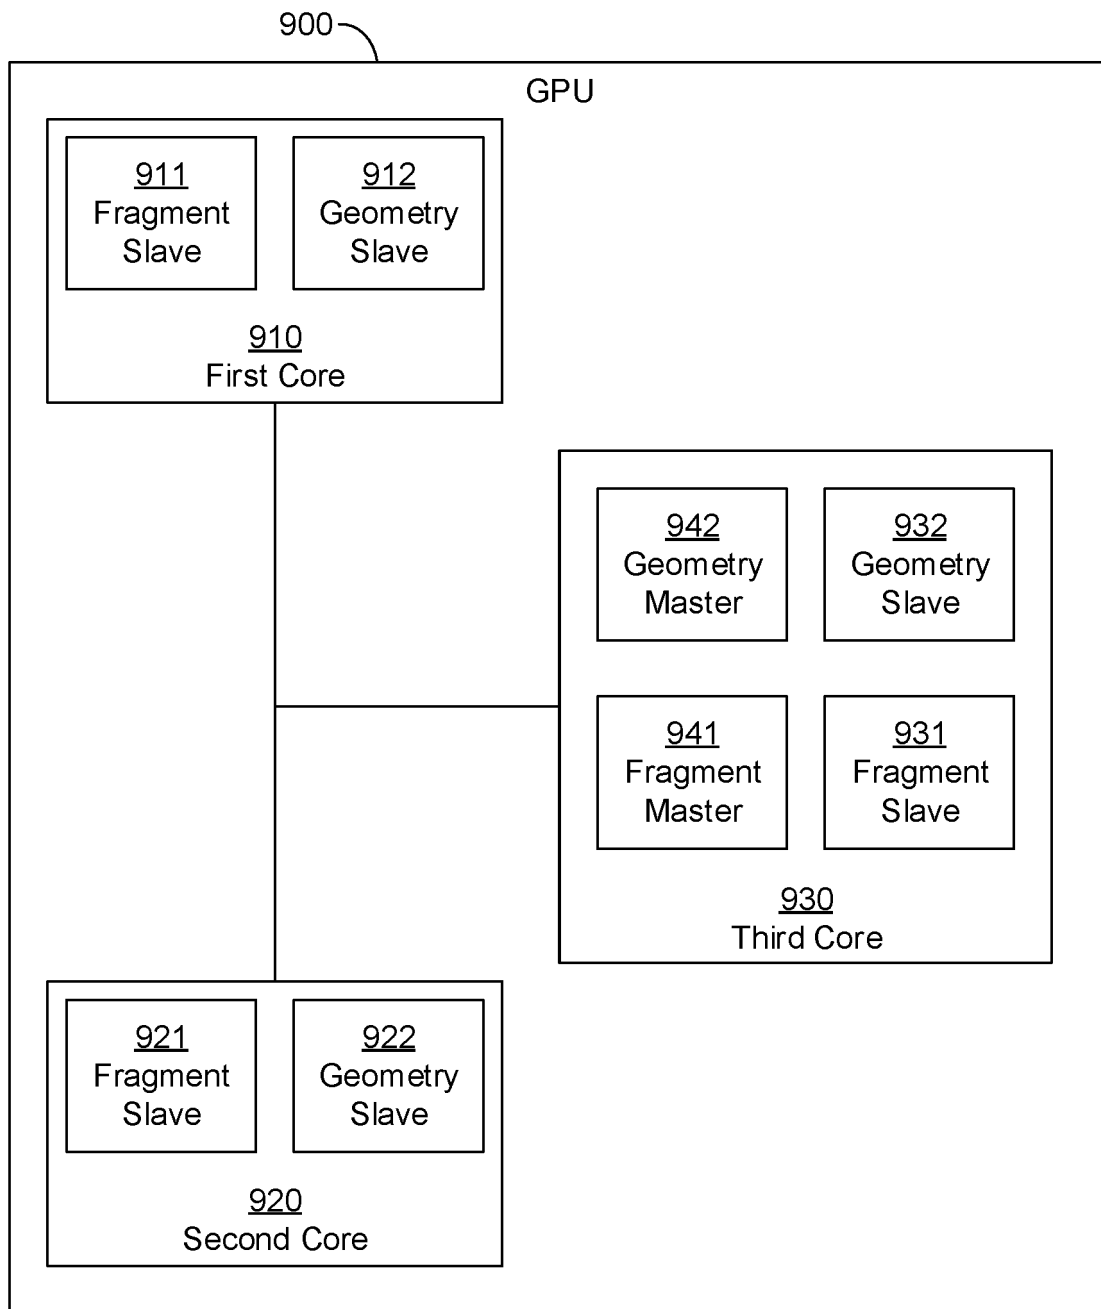 900
GPU
911
Fragment
Slave
912
Geometry
Slave
910
First Core
942
Geometry
Master
932
Geometry
Slave
941
Fragment
Master
931
Fragment
Slave
930
Third Core
921
Fragment
Slave
922
Geometry
Slave
920
Second Core